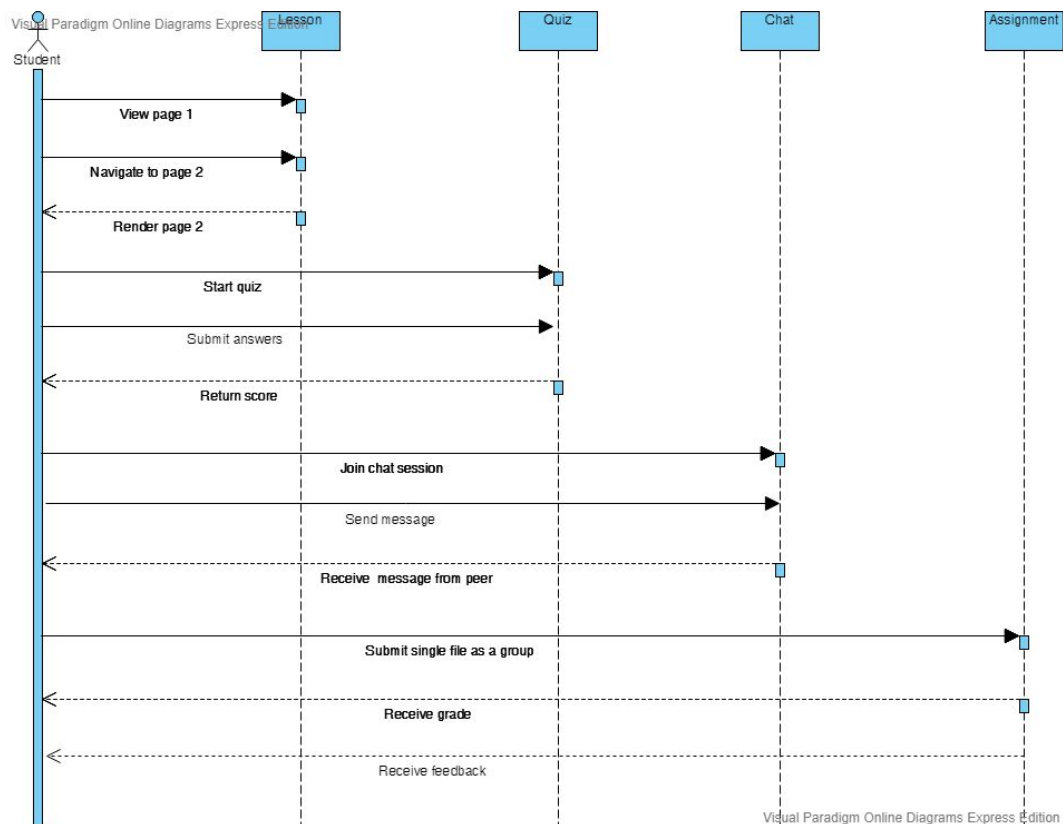 Visual Paradigm Online Diagrams Express Edition
Student
Lesson
Quiz
Chat
Assignment
View page 1
Navigate to page 2
Render page 2
Start quiz
Submit answers
Return score
Join chat session
Send message
Receive message from peer
Submit single file as a group
Receive grade
Receive feedback
Visual Paradigm Online Diagrams Express Edition